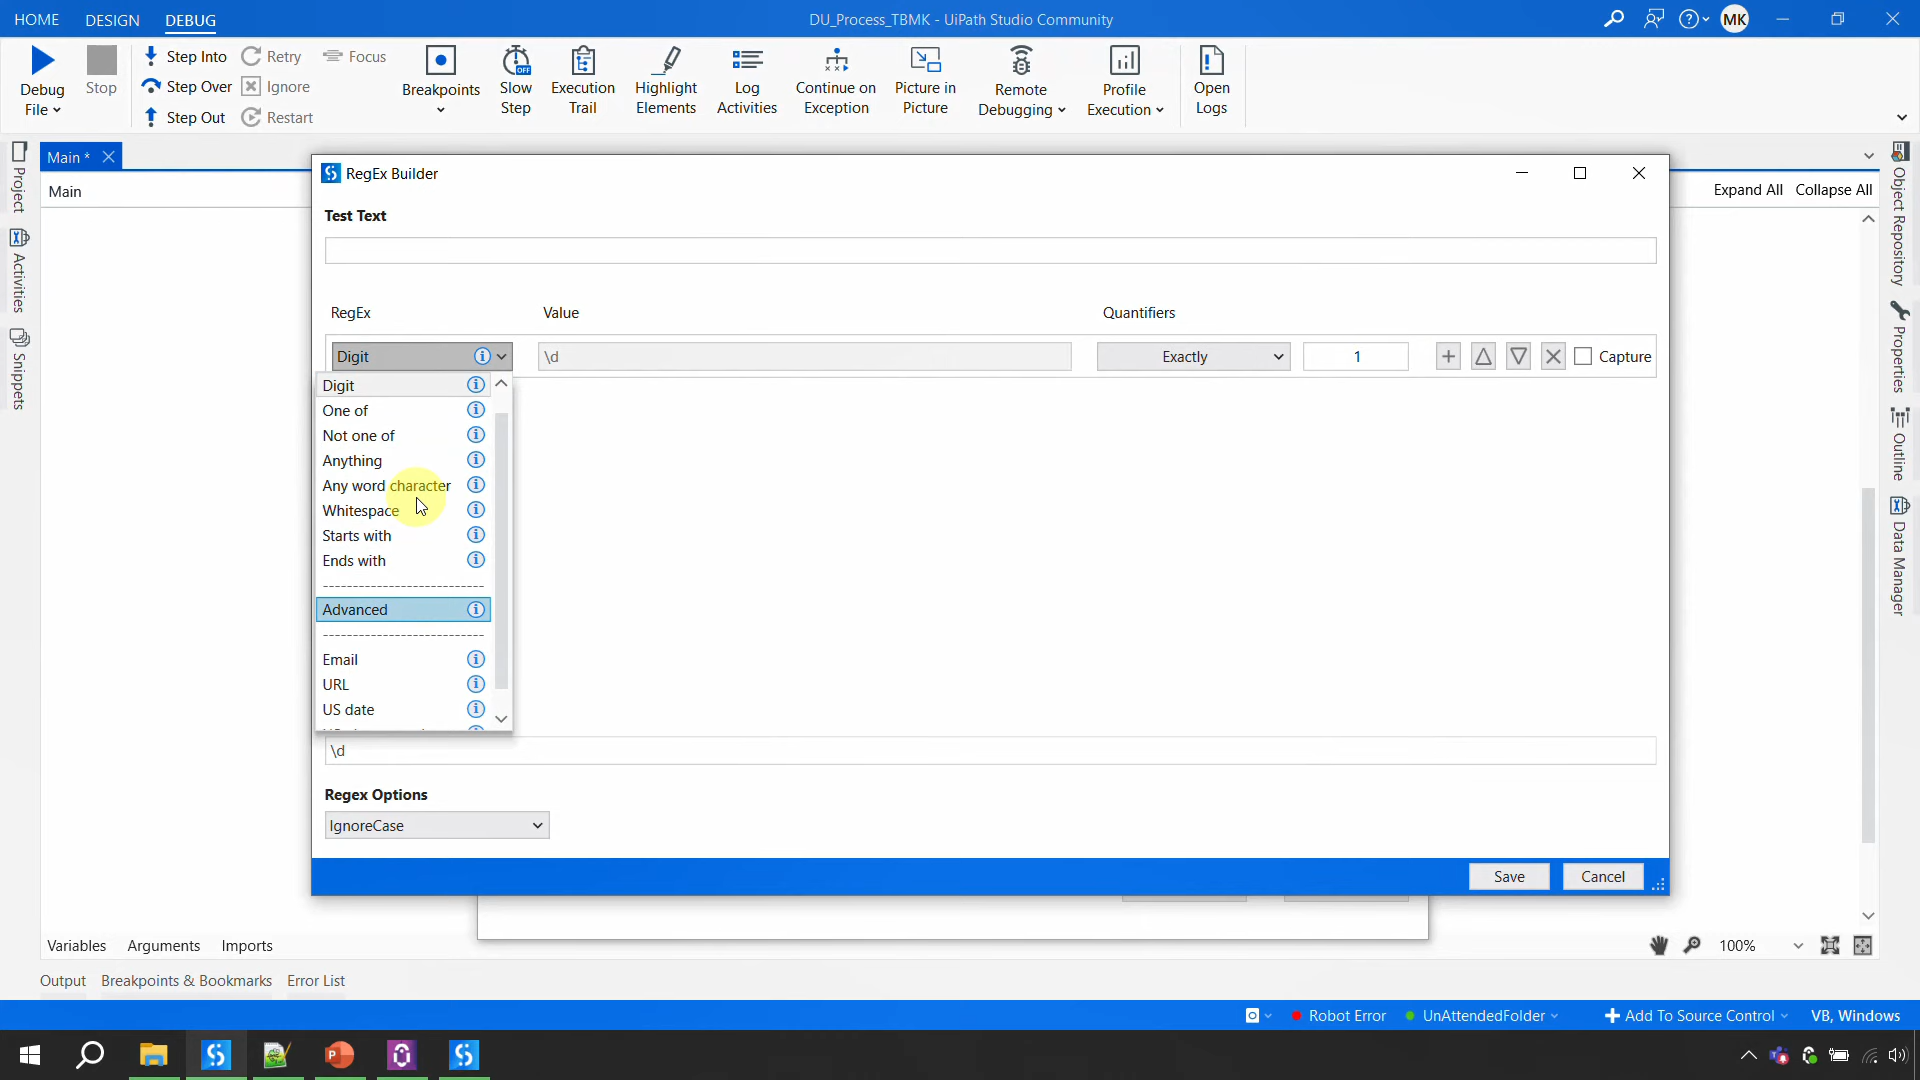 HOME DESIGN DEBUG
DU_Process_TBMK - UiPath Studio Community
MK
Debug File
Stop
Step Into
Step Over
Step Out
Retry
Ignore
Restart
Focus
Breakpoints
OFF
Slow Step
Execution Trail
Highlight Elements
Log Activities
Continue on Exception
Picture in Picture
Remote Debugging
Profile Execution
Open Logs
Project
Activities
Snippets
Main *
Main
Expand All Collapse All
Object Repository
Properties
Outline
Data Manager
RegEx Builder
Test Text
RegEx Value Quantifiers
Digit \d Exactly 1 Capture
Digit
One of
Not one of
Anything
Any word character
Whitespace
Starts with
Ends with
--------------------------
Advanced
--------------------------
Email
URL
US date
\d
Regex Options
IgnoreCase
Save Cancel
Variables Arguments Imports
100%
Output Breakpoints & Bookmarks Error List
Robot Error UnAttendedFolder Add To Source Control VB, Windows